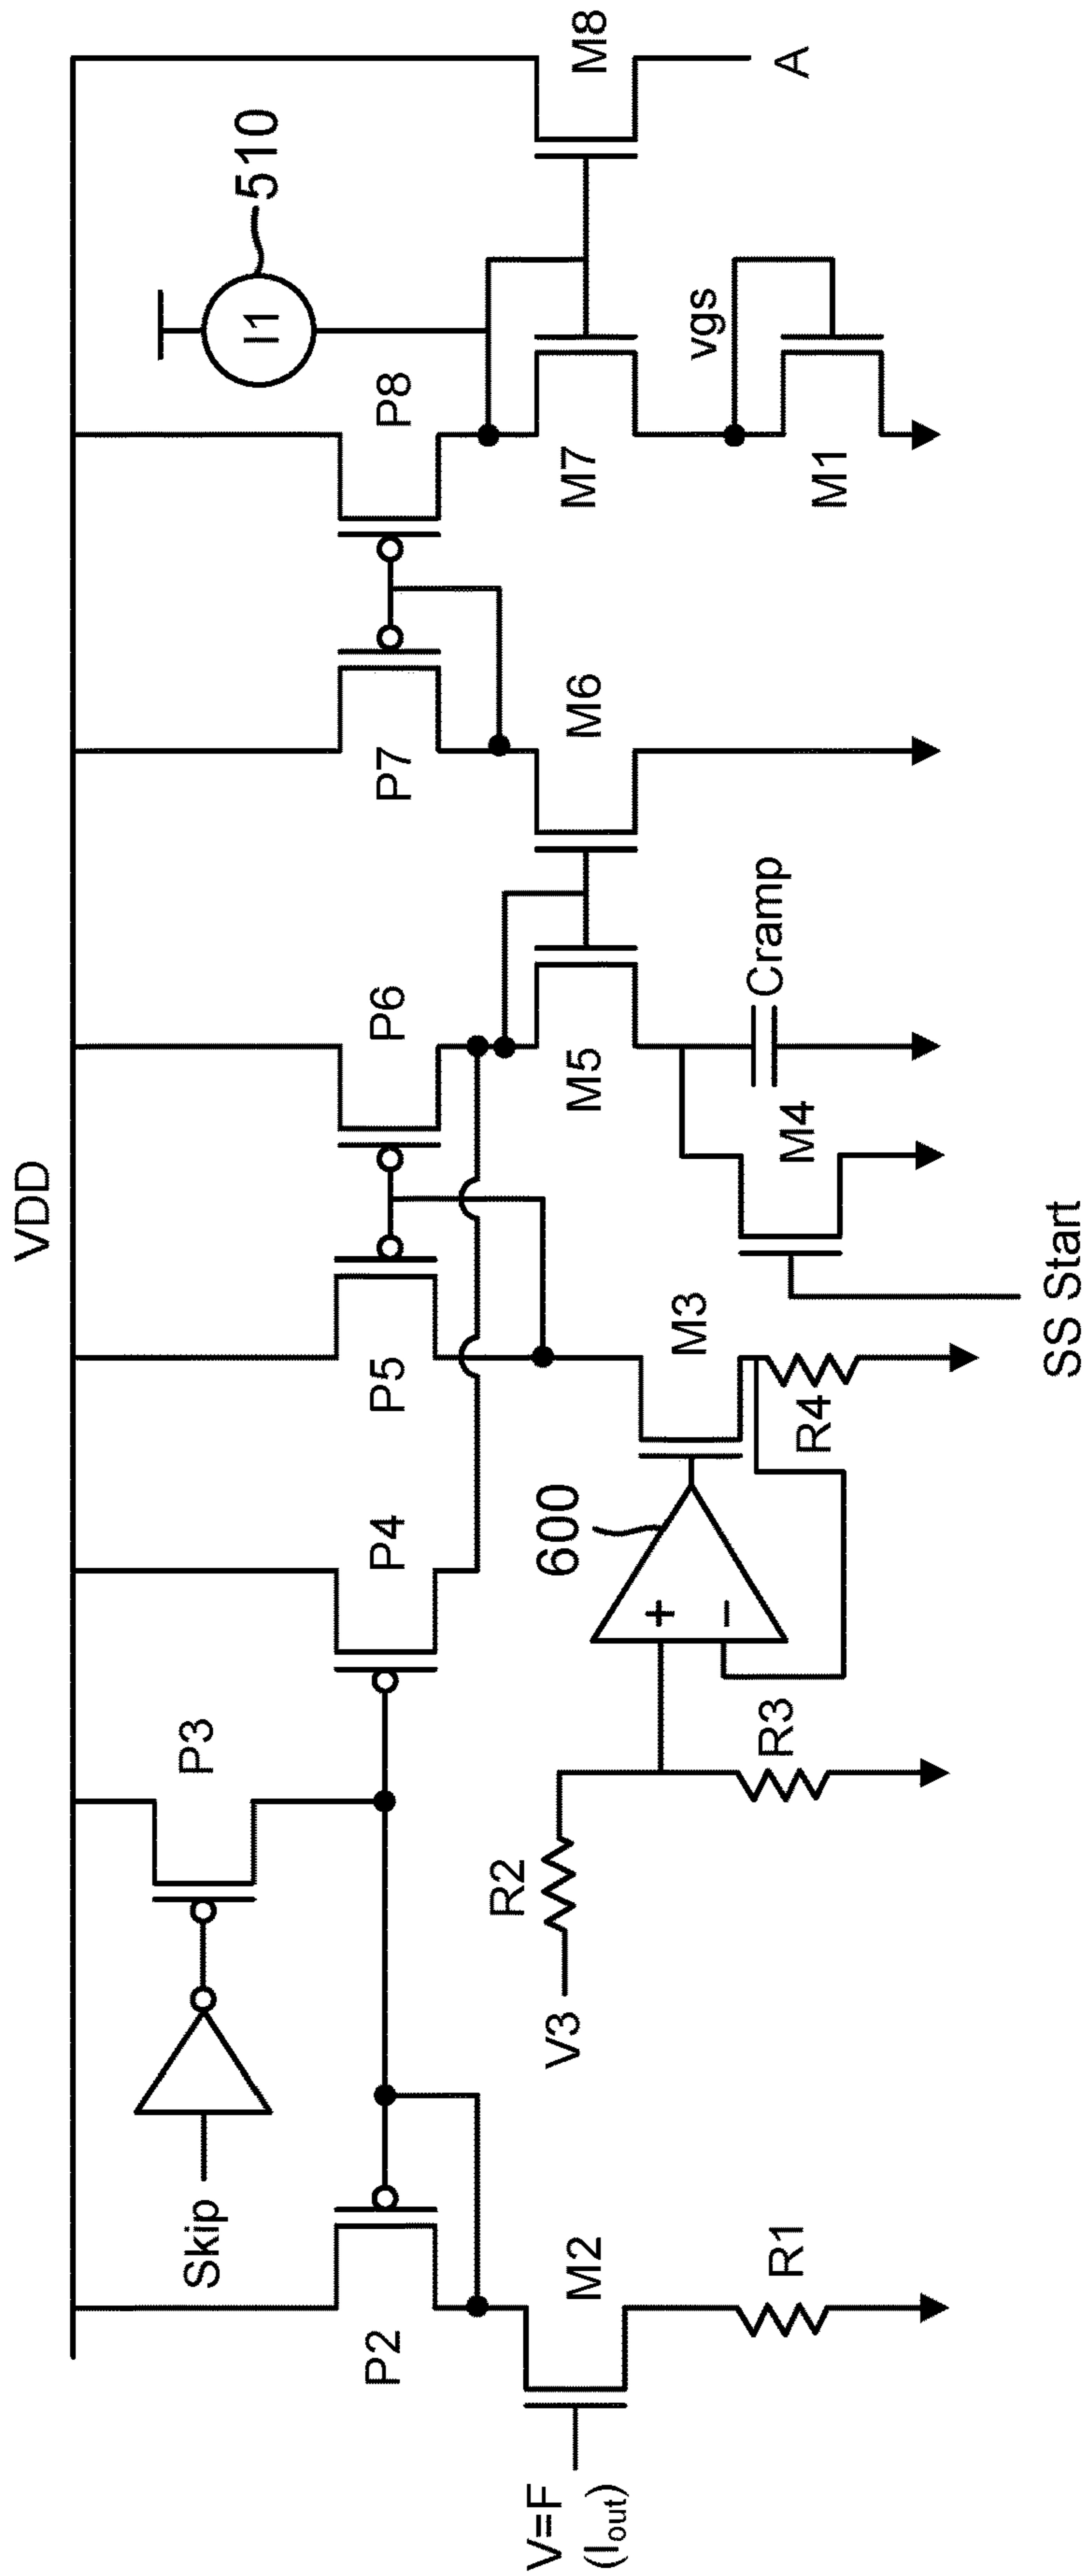 VDD
510
I1
M8
A
P8
M7
vgs
M1
P7
M6
P6
M5
Cramp
M4
SS Start
P5
M3
R4
P4
600
+
−
P3
R3
R2
V3
Skip
P2
M2
R1
V=F
(Iout)